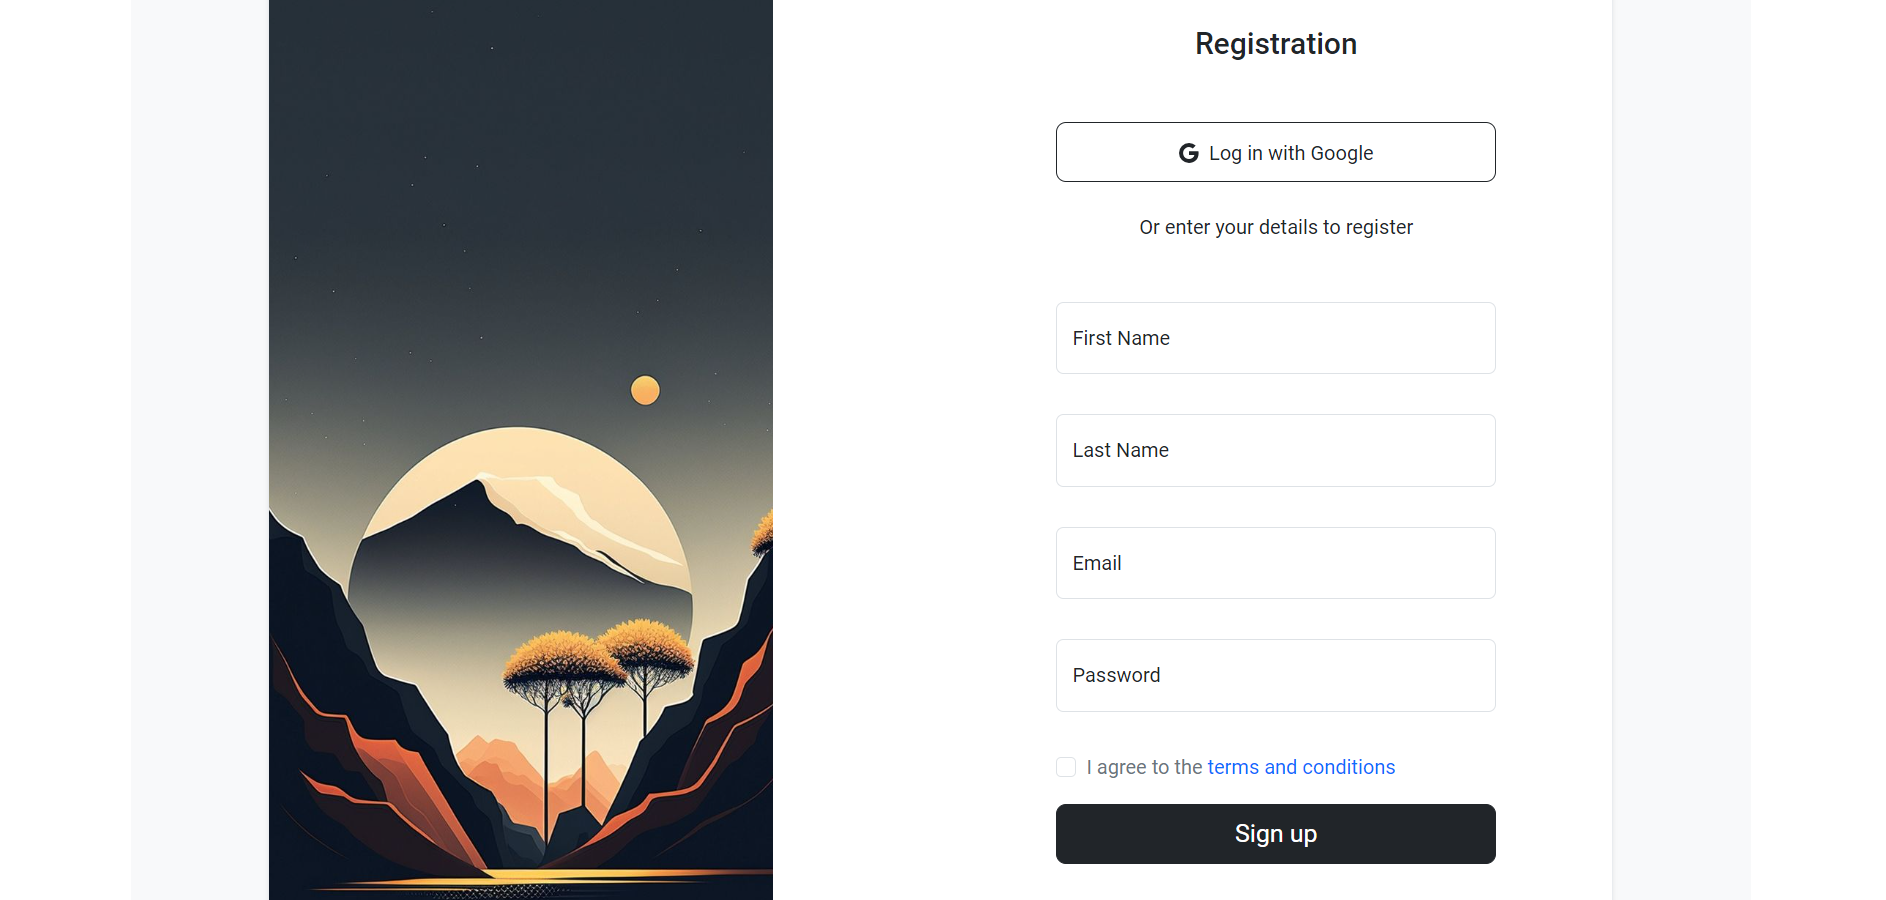 Registration
Log in with Google
Or enter your details to register
First Name
Last Name
Email
Password
I agree to the terms and conditions
Sign up